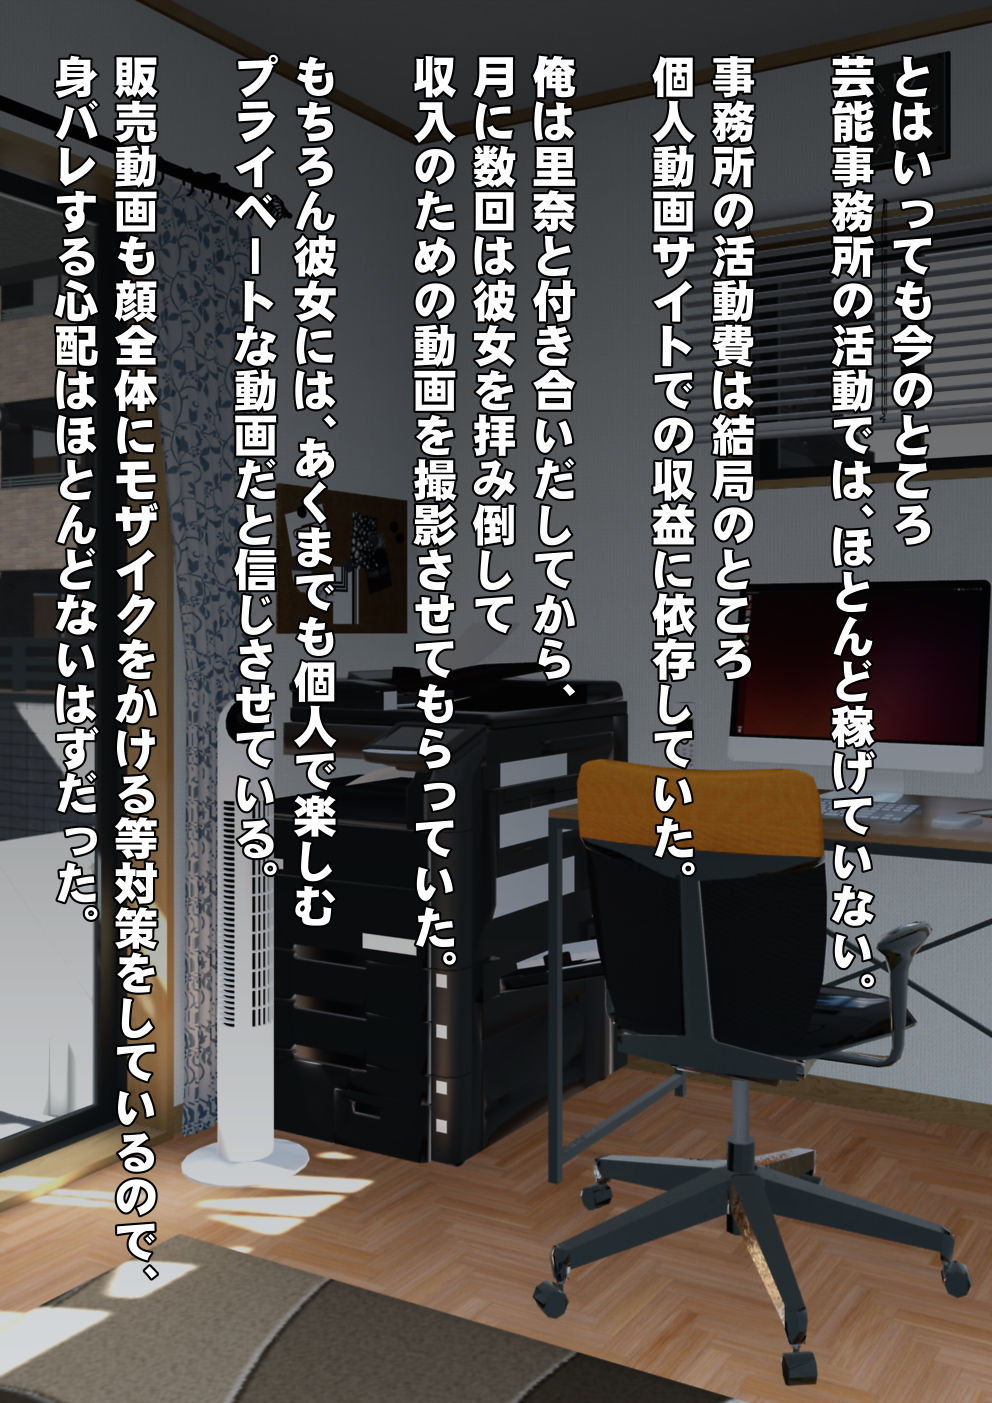 とはいっても今のところ
芸能事務所の活動では、ほとんど稼げていない。
事務所の活動費は結局のところ
個人動画サイトでの収益に依存していた。
俺は里奈と付き合いだしてから、
月に数回は彼女を拝み倒して
収入のための動画を撮影させてもらっていた。
もちろん彼女には、あくまでも個人で楽しむ
プライベートな動画だと信じさせている。
販売動画も顔全体にモザイクをかける等対策をしているので、
身バレする心配はほとんどないはずだった。